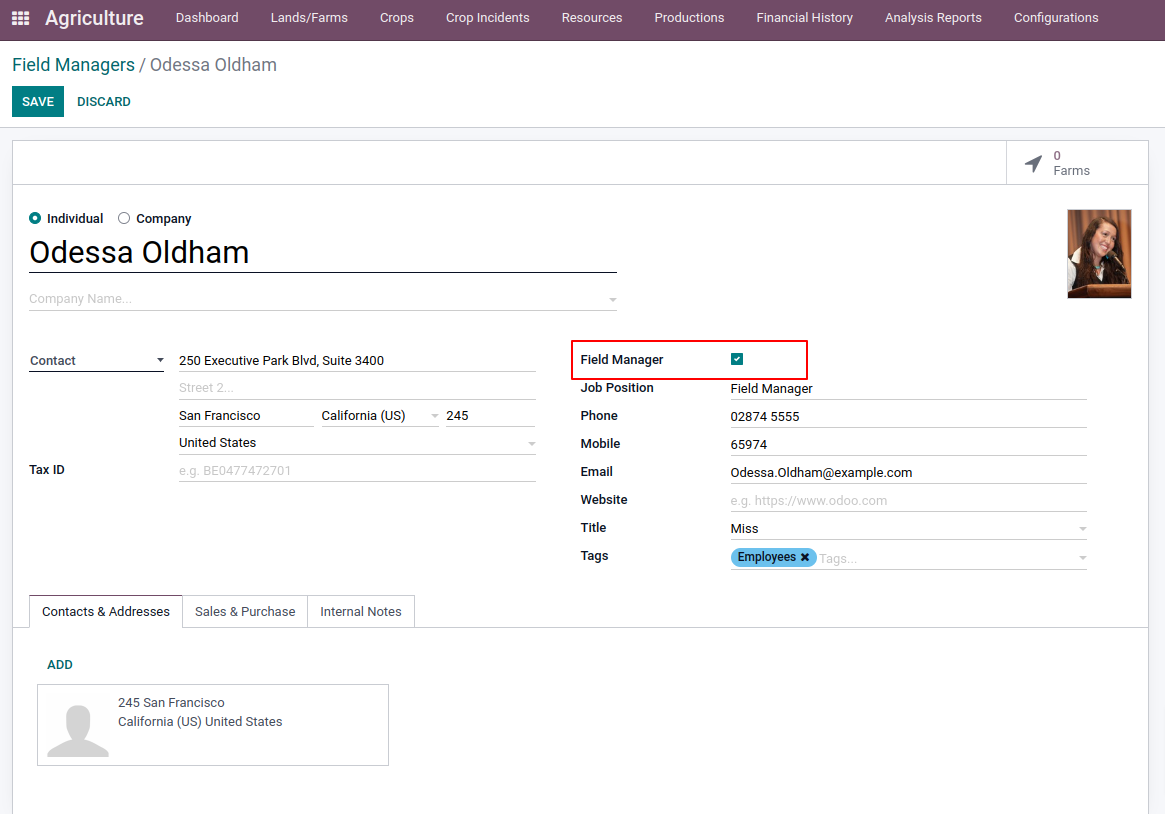 Agriculture Dashboard Lands/Farms Crops Crop Incidents Resources Productions Financial History Analysis Reports Configurations
Field Managers / Odessa Oldham
SAVE DISCARD
0
Farms
Individual Company
Odessa Oldham
Company Name...
Contact 250 Executive Park Blvd, Suite 3400
Street 2...
San Francisco California (US) 245
United States
Tax ID e.g. BE0477472701
Field Manager
Job Position Field Manager
Phone 02874 5555
Mobile 65974
Email Odessa.Oldham@example.com
Website e.g. https://www.odoo.com
Title Miss
Tags Employees Tags...
Contacts & Addresses Sales & Purchase Internal Notes
ADD
245 San Francisco
California (US) United States